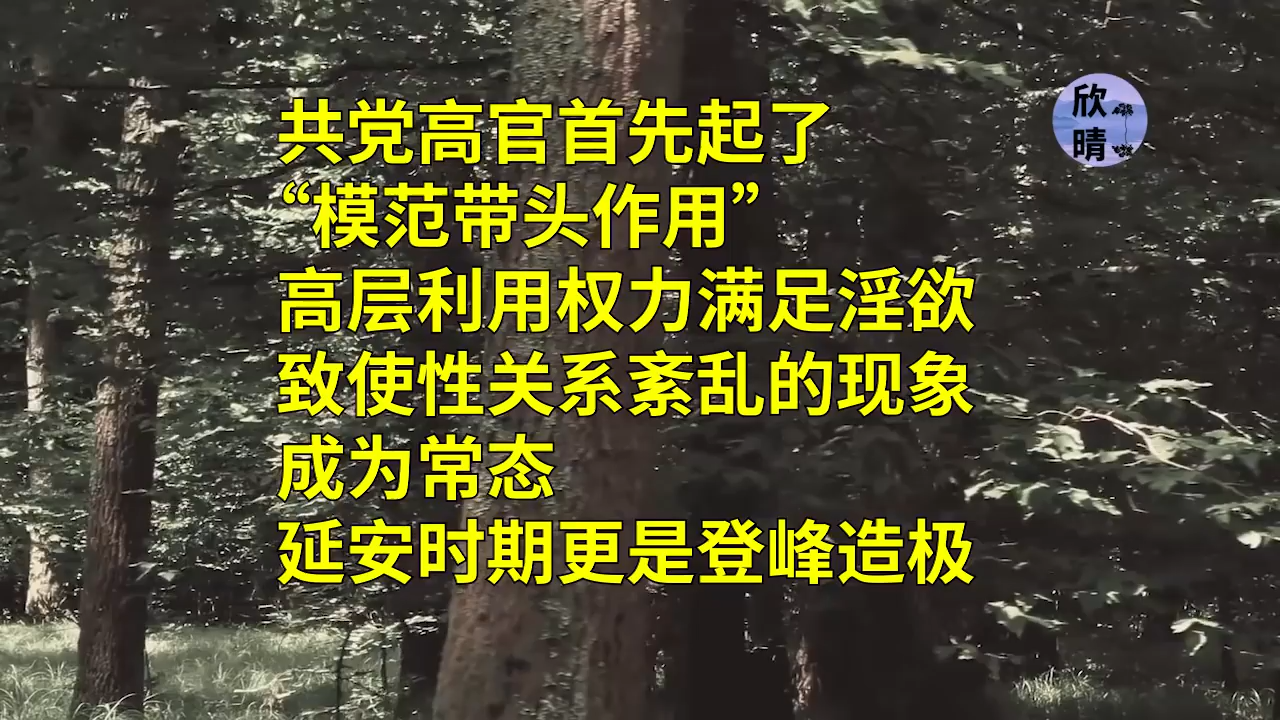 共党高官首先起了
“模范带头作用”
高层利用权力满足淫欲
致使性关系紊乱的现象
成为常态
延安时期更是登峰造极
欣
晴